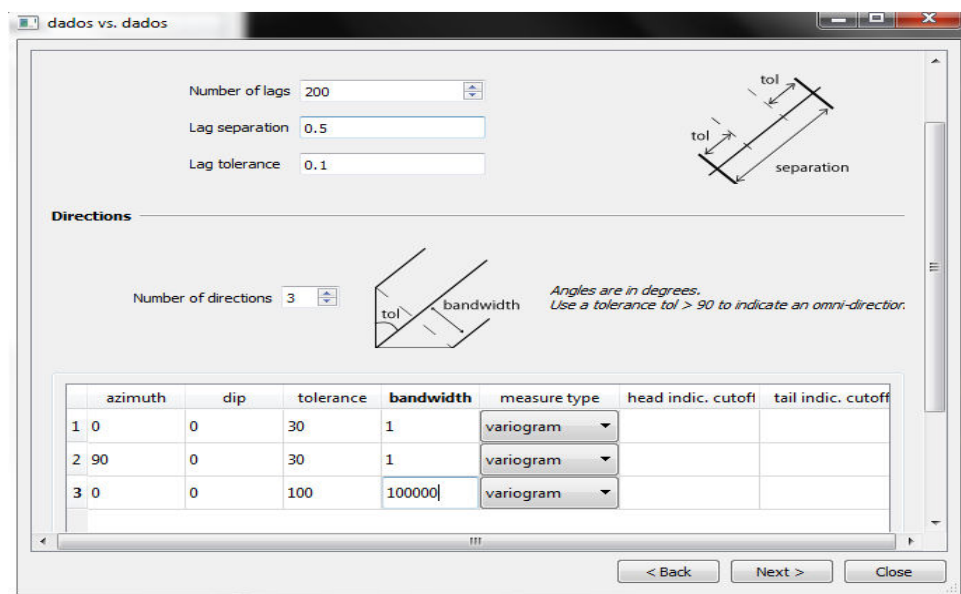 dados vs. dados
Number of lags 200
Lag separation 0.5
Lag tolerance 0.1
tol
tol
separation
Directions
Number of directions 3
tol
bandwidth
Angles are in degrees.
Use a tolerance tol > 90 to indicate an omni-direction.
azimuth dip tolerance bandwidth measure type head indic. cutoff tail indic. cutoff
1 0 0 30 1 variogram
2 90 0 30 1 variogram
3 0 0 100 100000 variogram
< Back Next > Close